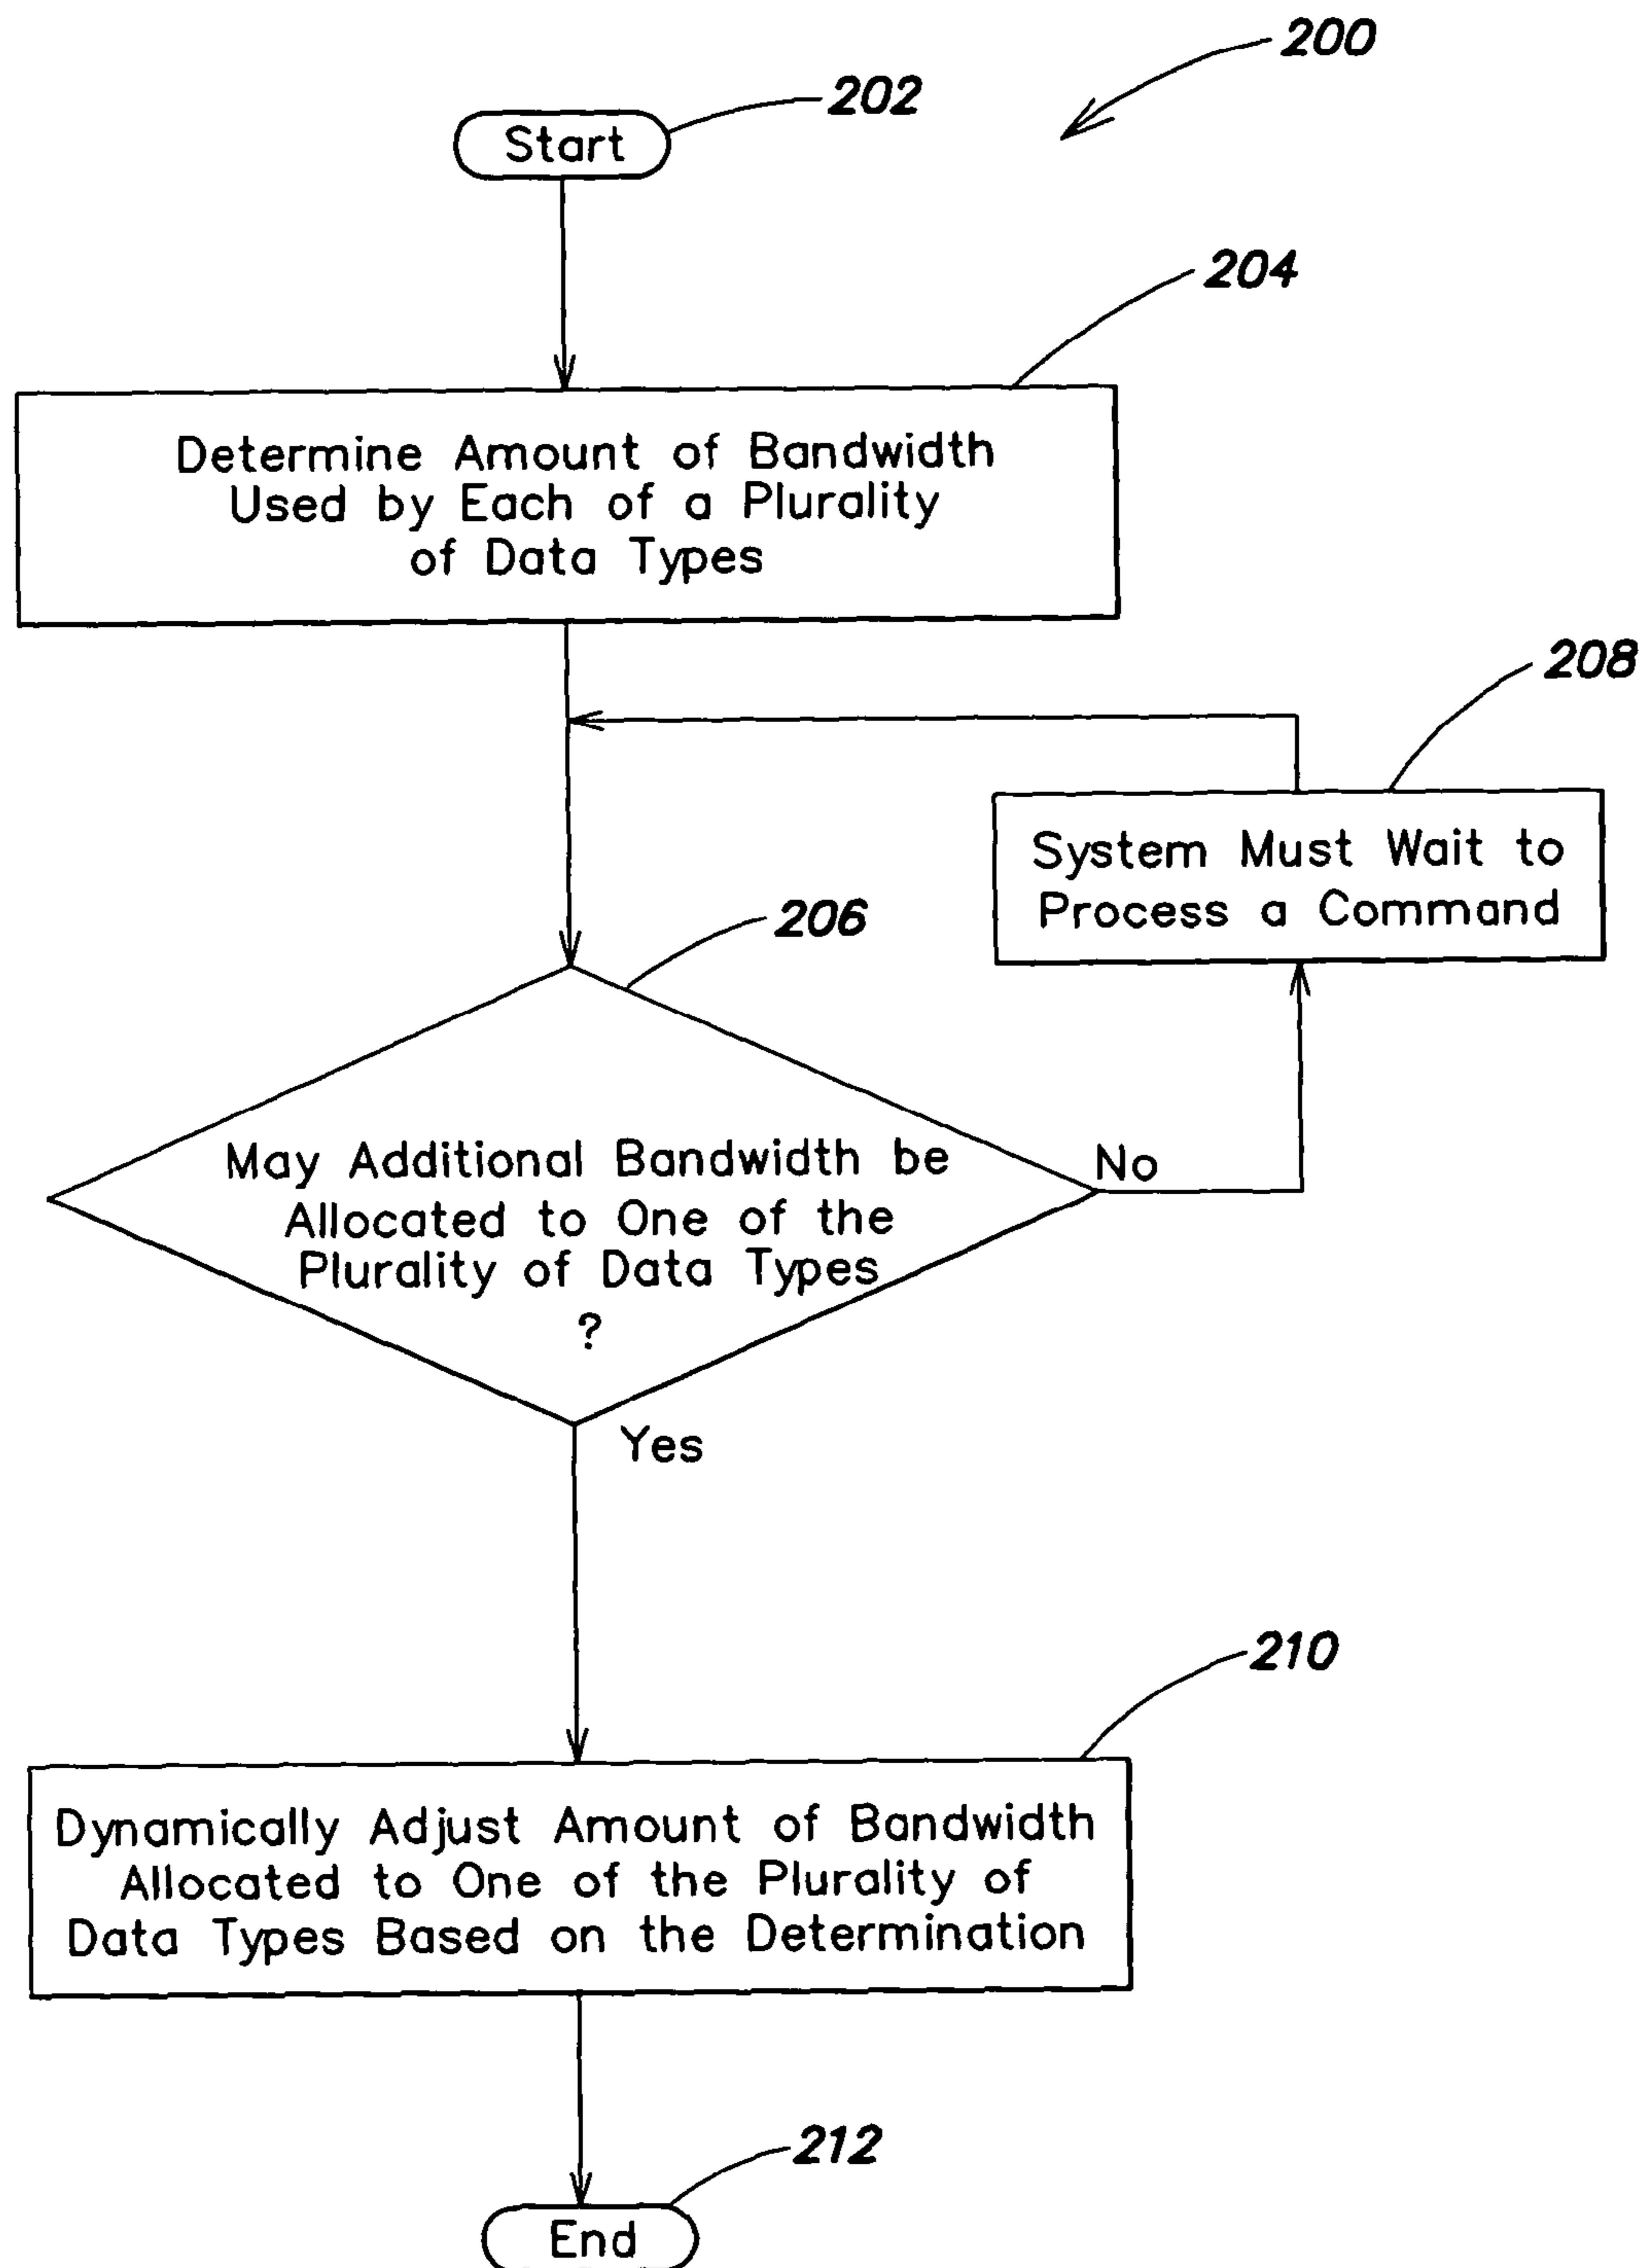 200
202
Start
204
Determine Amount of Bandwidth
Used by Each of a Plurality
of Data Types
208
System Must Wait to
Process a Command
206
May Additional Bandwidth be
Allocated to One of the
Plurality of Data Types
?
No
Yes
210
Dynamically Adjust Amount of Bandwidth
Allocated to One of the Plurality of
Data Types Based on the Determination
212
End